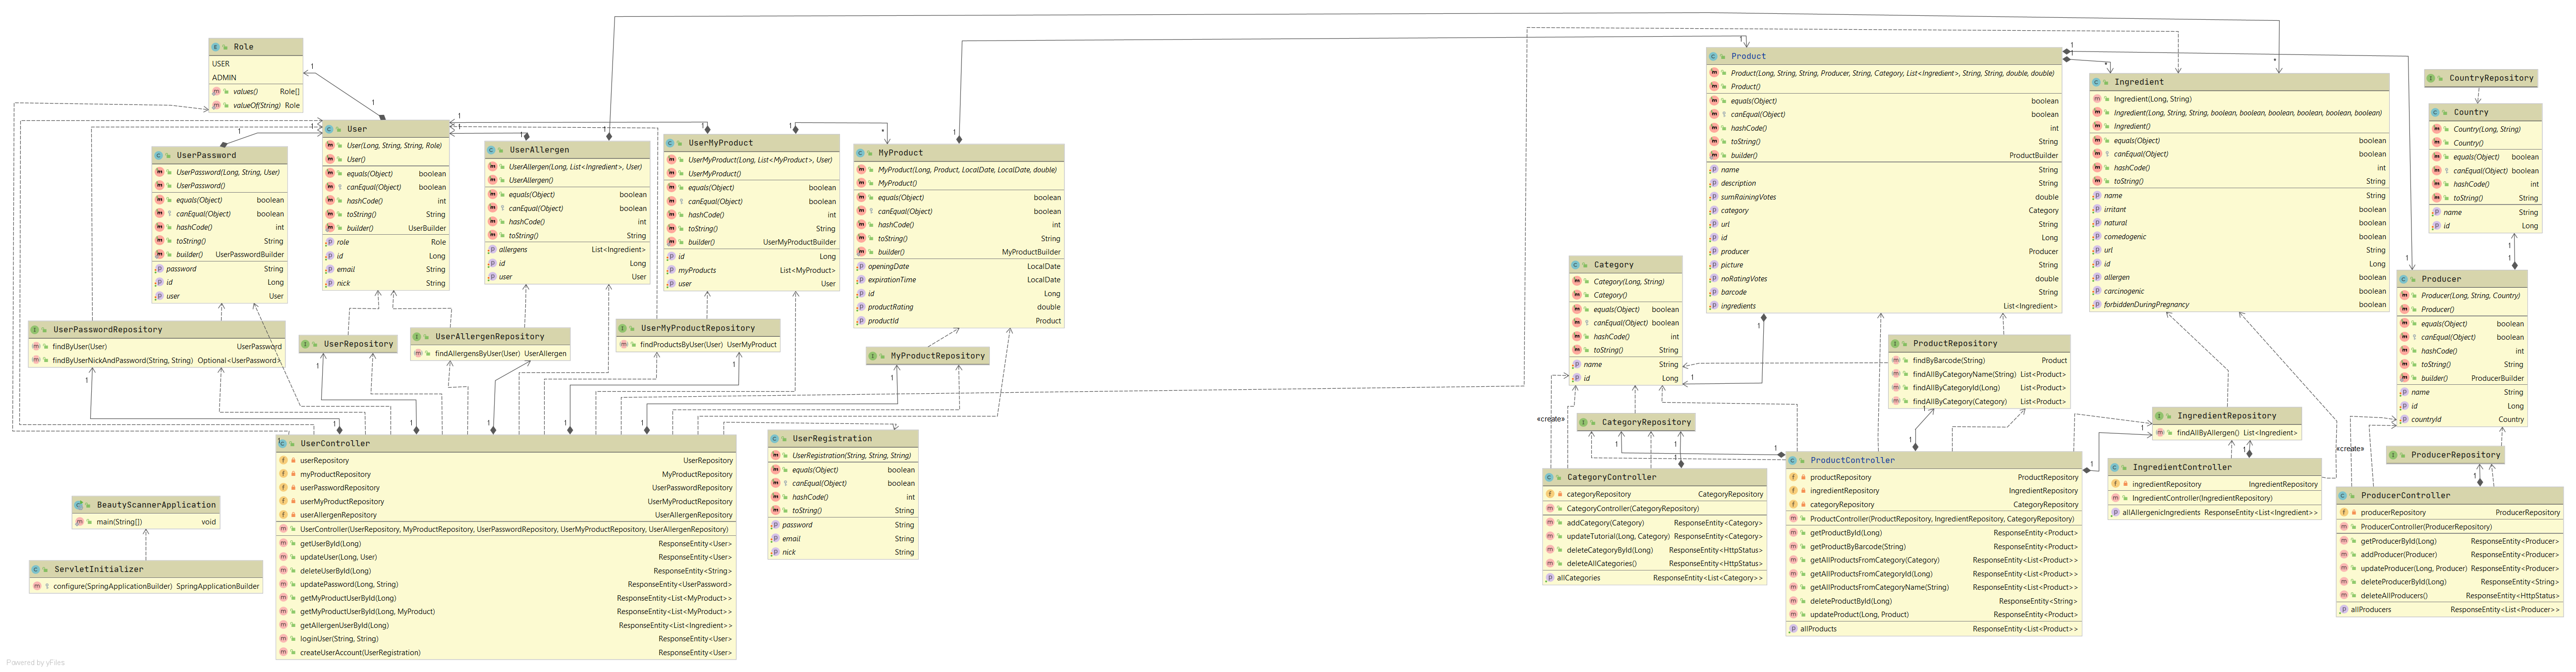 Role
USER
ADMIN
values() Role[]
valueOf(String) Role
User
User(Long, String, String, Role)
User()
equals(Object) boolean
canEqual(Object) boolean
hashCode() int
toString() String
builder() UserBuilder
role Role
id Long
email String
nick String
UserPassword
UserPassword(Long, String, User)
UserPassword()
equals(Object) boolean
canEqual(Object) boolean
hashCode() int
toString() String
builder() UserPasswordBuilder
password String
id Long
user User
UserAllergen
UserAllergen(Long, List<Ingredient>, User)
UserAllergen()
equals(Object) boolean
canEqual(Object) boolean
hashCode() int
toString() String
allergens List<Ingredient>
id Long
user User
UserMyProduct
UserMyProduct(Long, List<MyProduct>, User)
UserMyProduct()
equals(Object) boolean
canEqual(Object) boolean
hashCode() int
toString() String
builder() UserMyProductBuilder
id Long
myProducts List<MyProduct>
user User
MyProduct
MyProduct(Long, Product, LocalDate, LocalDate, double)
MyProduct()
equals(Object) boolean
canEqual(Object) boolean
hashCode() int
toString() String
builder() MyProductBuilder
openingDate LocalDate
expirationTime LocalDate
id Long
productRating double
productId Product
Product
Product(Long, String, String, Producer, String, Category, List<Ingredient>, String, String, double, double)
Product()
equals(Object) boolean
canEqual(Object) boolean
hashCode() int
toString() String
builder() ProductBuilder
name String
description String
sumRainingVotes double
category Category
url String
id Long
producer Producer
picture String
noRatingVotes double
barcode String
ingredients List<Ingredient>
Ingredient
Ingredient(Long, String)
Ingredient(Long, String, String, boolean, boolean, boolean, boolean, boolean, boolean)
Ingredient()
equals(Object) boolean
canEqual(Object) boolean
hashCode() int
toString() String
name String
irritant boolean
natural boolean
comedogenic boolean
url String
id Long
allergen boolean
carcinogenic boolean
forbiddenDuringPregnancy boolean
CountryRepository
Country
Country(Long, String)
Country()
equals(Object) boolean
canEqual(Object) boolean
hashCode() int
toString() String
name String
id Long
Category
Category(Long, String)
Category()
equals(Object) boolean
canEqual(Object) boolean
hashCode() int
toString() String
name String
id Long
Producer
Producer(Long, String, Country)
Producer()
equals(Object) boolean
canEqual(Object) boolean
hashCode() int
toString() String
builder() ProducerBuilder
name String
id Long
countryId Country
UserPasswordRepository
findByUser(User) UserPassword
findByUserNickAndPassword(String, String) Optional<UserPassword>
UserRepository
UserAllergenRepository
findAllergensByUser(User) UserAllergen
UserMyProductRepository
findProductsByUser(User) UserMyProduct
MyProductRepository
ProductRepository
findByBarcode(String) Product
findAllByCategoryName(String) List<Product>
findAllByCategoryId(Long) List<Product>
findAllByCategory(Category) List<Product>
CategoryRepository
IngredientRepository
findAllByAllergen() List<Ingredient>
ProducerRepository
«create»
«create»
UserController
userRepository UserRepository
myProductRepository MyProductRepository
userPasswordRepository UserPasswordRepository
userMyProductRepository UserMyProductRepository
userAllergenRepository UserAllergenRepository
UserController(UserRepository, MyProductRepository, UserPasswordRepository, UserMyProductRepository, UserAllergenRepository)
getUserById(Long) ResponseEntity<User>
updateUser(Long, User) ResponseEntity<User>
deleteUserById(Long) ResponseEntity<String>
updatePassword(Long, String) ResponseEntity<UserPassword>
getMyProductUserById(Long) ResponseEntity<List<MyProduct>>
getMyProductUserById(Long, MyProduct) ResponseEntity<List<MyProduct>>
getAllergenUserById(Long) ResponseEntity<List<Ingredient>>
loginUser(String, String) ResponseEntity<User>
createUserAccount(UserRegistration) ResponseEntity<User>
UserRegistration
UserRegistration(String, String, String)
equals(Object) boolean
canEqual(Object) boolean
hashCode() int
toString() String
password String
email String
nick String
BeautyScannerApplication
main(String[]) void
ServletInitializer
configure(SpringApplicationBuilder) SpringApplicationBuilder
CategoryController
categoryRepository CategoryRepository
CategoryController(CategoryRepository)
addCategory(Category) ResponseEntity<Category>
updateTutorial(Long, Category) ResponseEntity<Category>
deleteCategoryById(Long) ResponseEntity<HttpStatus>
deleteAllCategories() ResponseEntity<HttpStatus>
allCategories ResponseEntity<List<Category>>
ProductController
productRepository ProductRepository
ingredientRepository IngredientRepository
categoryRepository CategoryRepository
ProductController(ProductRepository, IngredientRepository, CategoryRepository)
getProductById(Long) ResponseEntity<Product>
getProductByBarcode(String) ResponseEntity<Product>
getAllProductsFromCategory(Category) ResponseEntity<List<Product>>
getAllProductsFromCategoryId(Long) ResponseEntity<List<Product>>
getAllProductsFromCategoryName(String) ResponseEntity<List<Product>>
deleteProductById(Long) ResponseEntity<String>
updateProduct(Long, Product) ResponseEntity<Product>
allProducts ResponseEntity<List<Product>>
IngredientController
ingredientRepository IngredientRepository
IngredientController(IngredientRepository)
allAllergenicIngredients ResponseEntity<List<Ingredient>>
ProducerController
producerRepository ProducerRepository
ProducerController(ProducerRepository)
getProducerById(Long) ResponseEntity<Producer>
addProducer(Producer) ResponseEntity<Producer>
updateProducer(Long, Producer) ResponseEntity<Producer>
deleteProducerById(Long) ResponseEntity<String>
deleteAllProducers() ResponseEntity<HttpStatus>
allProducers ResponseEntity<List<Producer>>
Powered by yFiles